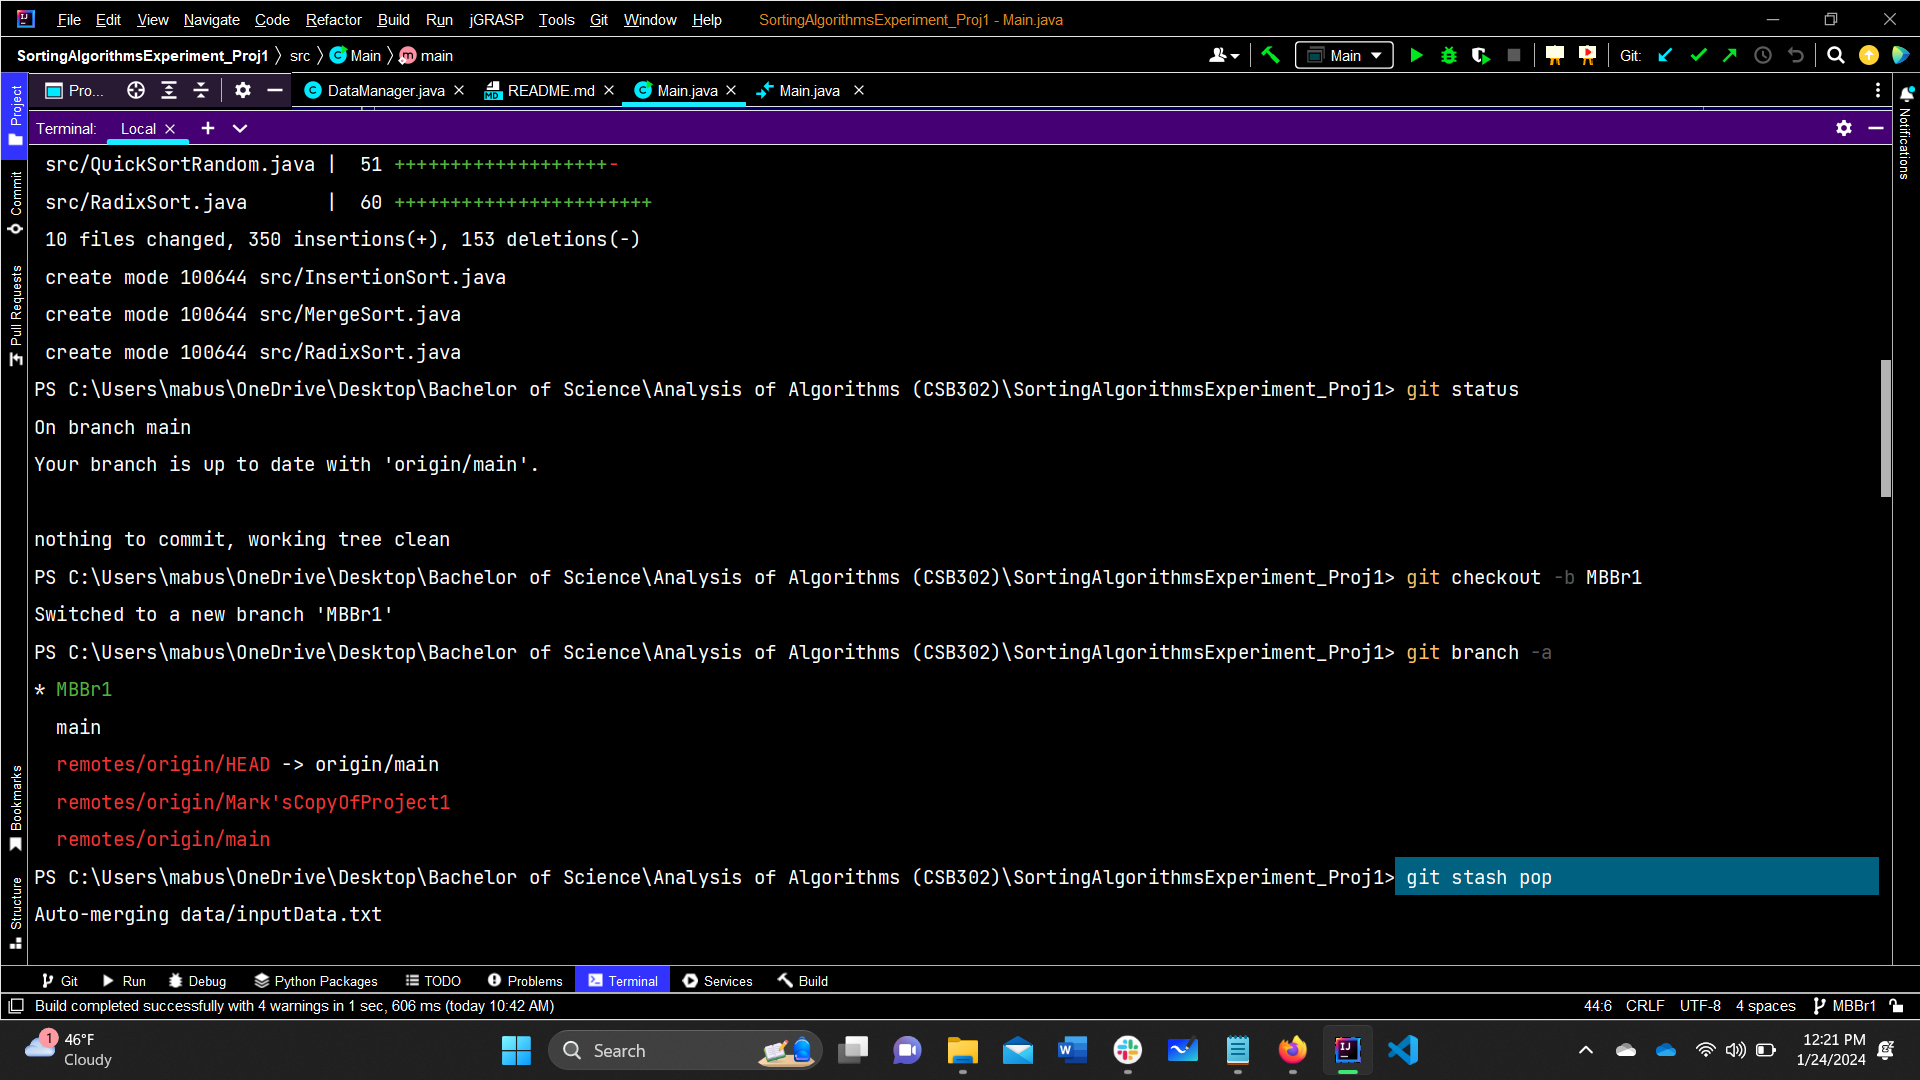 File Edit View Navigate Code Refactor Build Run jGRASP Tools Git Window Help SortingAlgorithmsExperiment_Proj1 - Main.java
SortingAlgorithmsExperiment_Proj1 src Main main Main Git:
Pro... DataManager.java README.md Main.java Main.java
Project
Commit
Pull Requests
Bookmarks
Structure
Notifications
Terminal: Local
src/QuickSortRandom.java | 51 +++++++++++++++++++-
src/RadixSort.java | 60 +++++++++++++++++++++++
10 files changed, 350 insertions(+), 153 deletions(-)
create mode 100644 src/InsertionSort.java
create mode 100644 src/MergeSort.java
create mode 100644 src/RadixSort.java
PS C:\Users\mabus\OneDrive\Desktop\Bachelor of Science\Analysis of Algorithms (CSB302)\SortingAlgorithmsExperiment_Proj1> git status
On branch main
Your branch is up to date with 'origin/main'.
nothing to commit, working tree clean
PS C:\Users\mabus\OneDrive\Desktop\Bachelor of Science\Analysis of Algorithms (CSB302)\SortingAlgorithmsExperiment_Proj1> git checkout -b MBBr1
Switched to a new branch 'MBBr1'
PS C:\Users\mabus\OneDrive\Desktop\Bachelor of Science\Analysis of Algorithms (CSB302)\SortingAlgorithmsExperiment_Proj1> git branch -a
* MBBr1
main
remotes/origin/HEAD -> origin/main
remotes/origin/Mark'sCopyOfProject1
remotes/origin/main
PS C:\Users\mabus\OneDrive\Desktop\Bachelor of Science\Analysis of Algorithms (CSB302)\SortingAlgorithmsExperiment_Proj1> git stash pop
Auto-merging data/inputData.txt
Git Run Debug Python Packages TODO Problems Terminal Services Build
Build completed successfully with 4 warnings in 1 sec, 606 ms (today 10:42 AM) 44:6 CRLF UTF-8 4 spaces MBBr1
1 46°F
Cloudy
Search
12:21 PM
1/24/2024